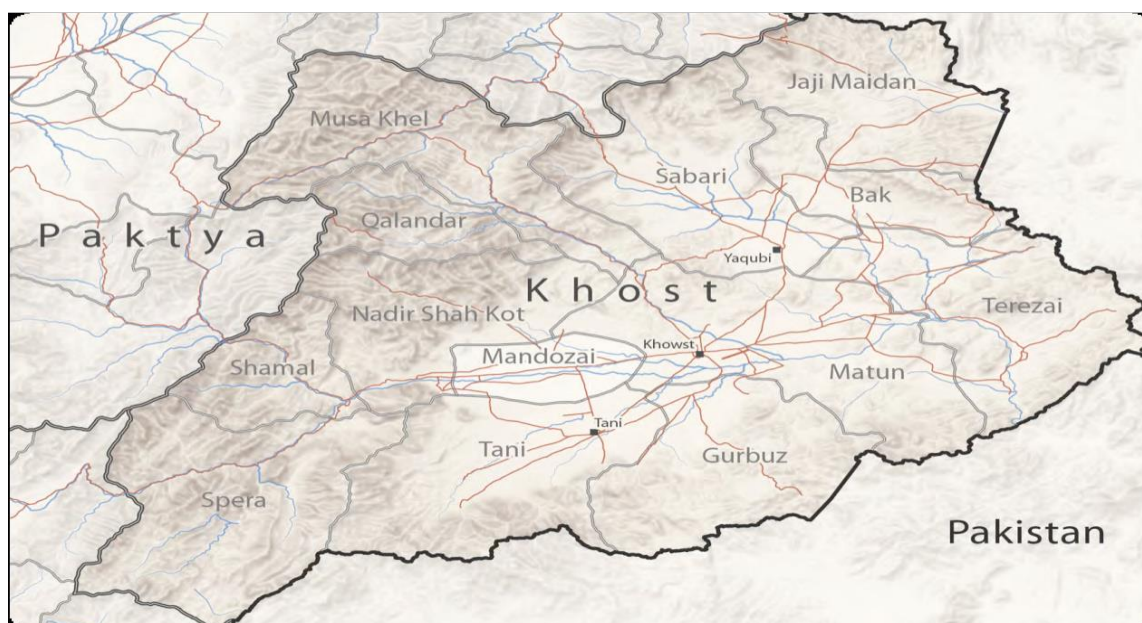 Jaji Maidan
Musa Khel
Sabari
Bak
Qalandar
Paktya
Yaqubi
Khost
Terezai
Nadir Shah Kot
Khowst
Mandozai
Shamal
Matun
Tani
Tani
Gurbuz
Spera
Pakistan